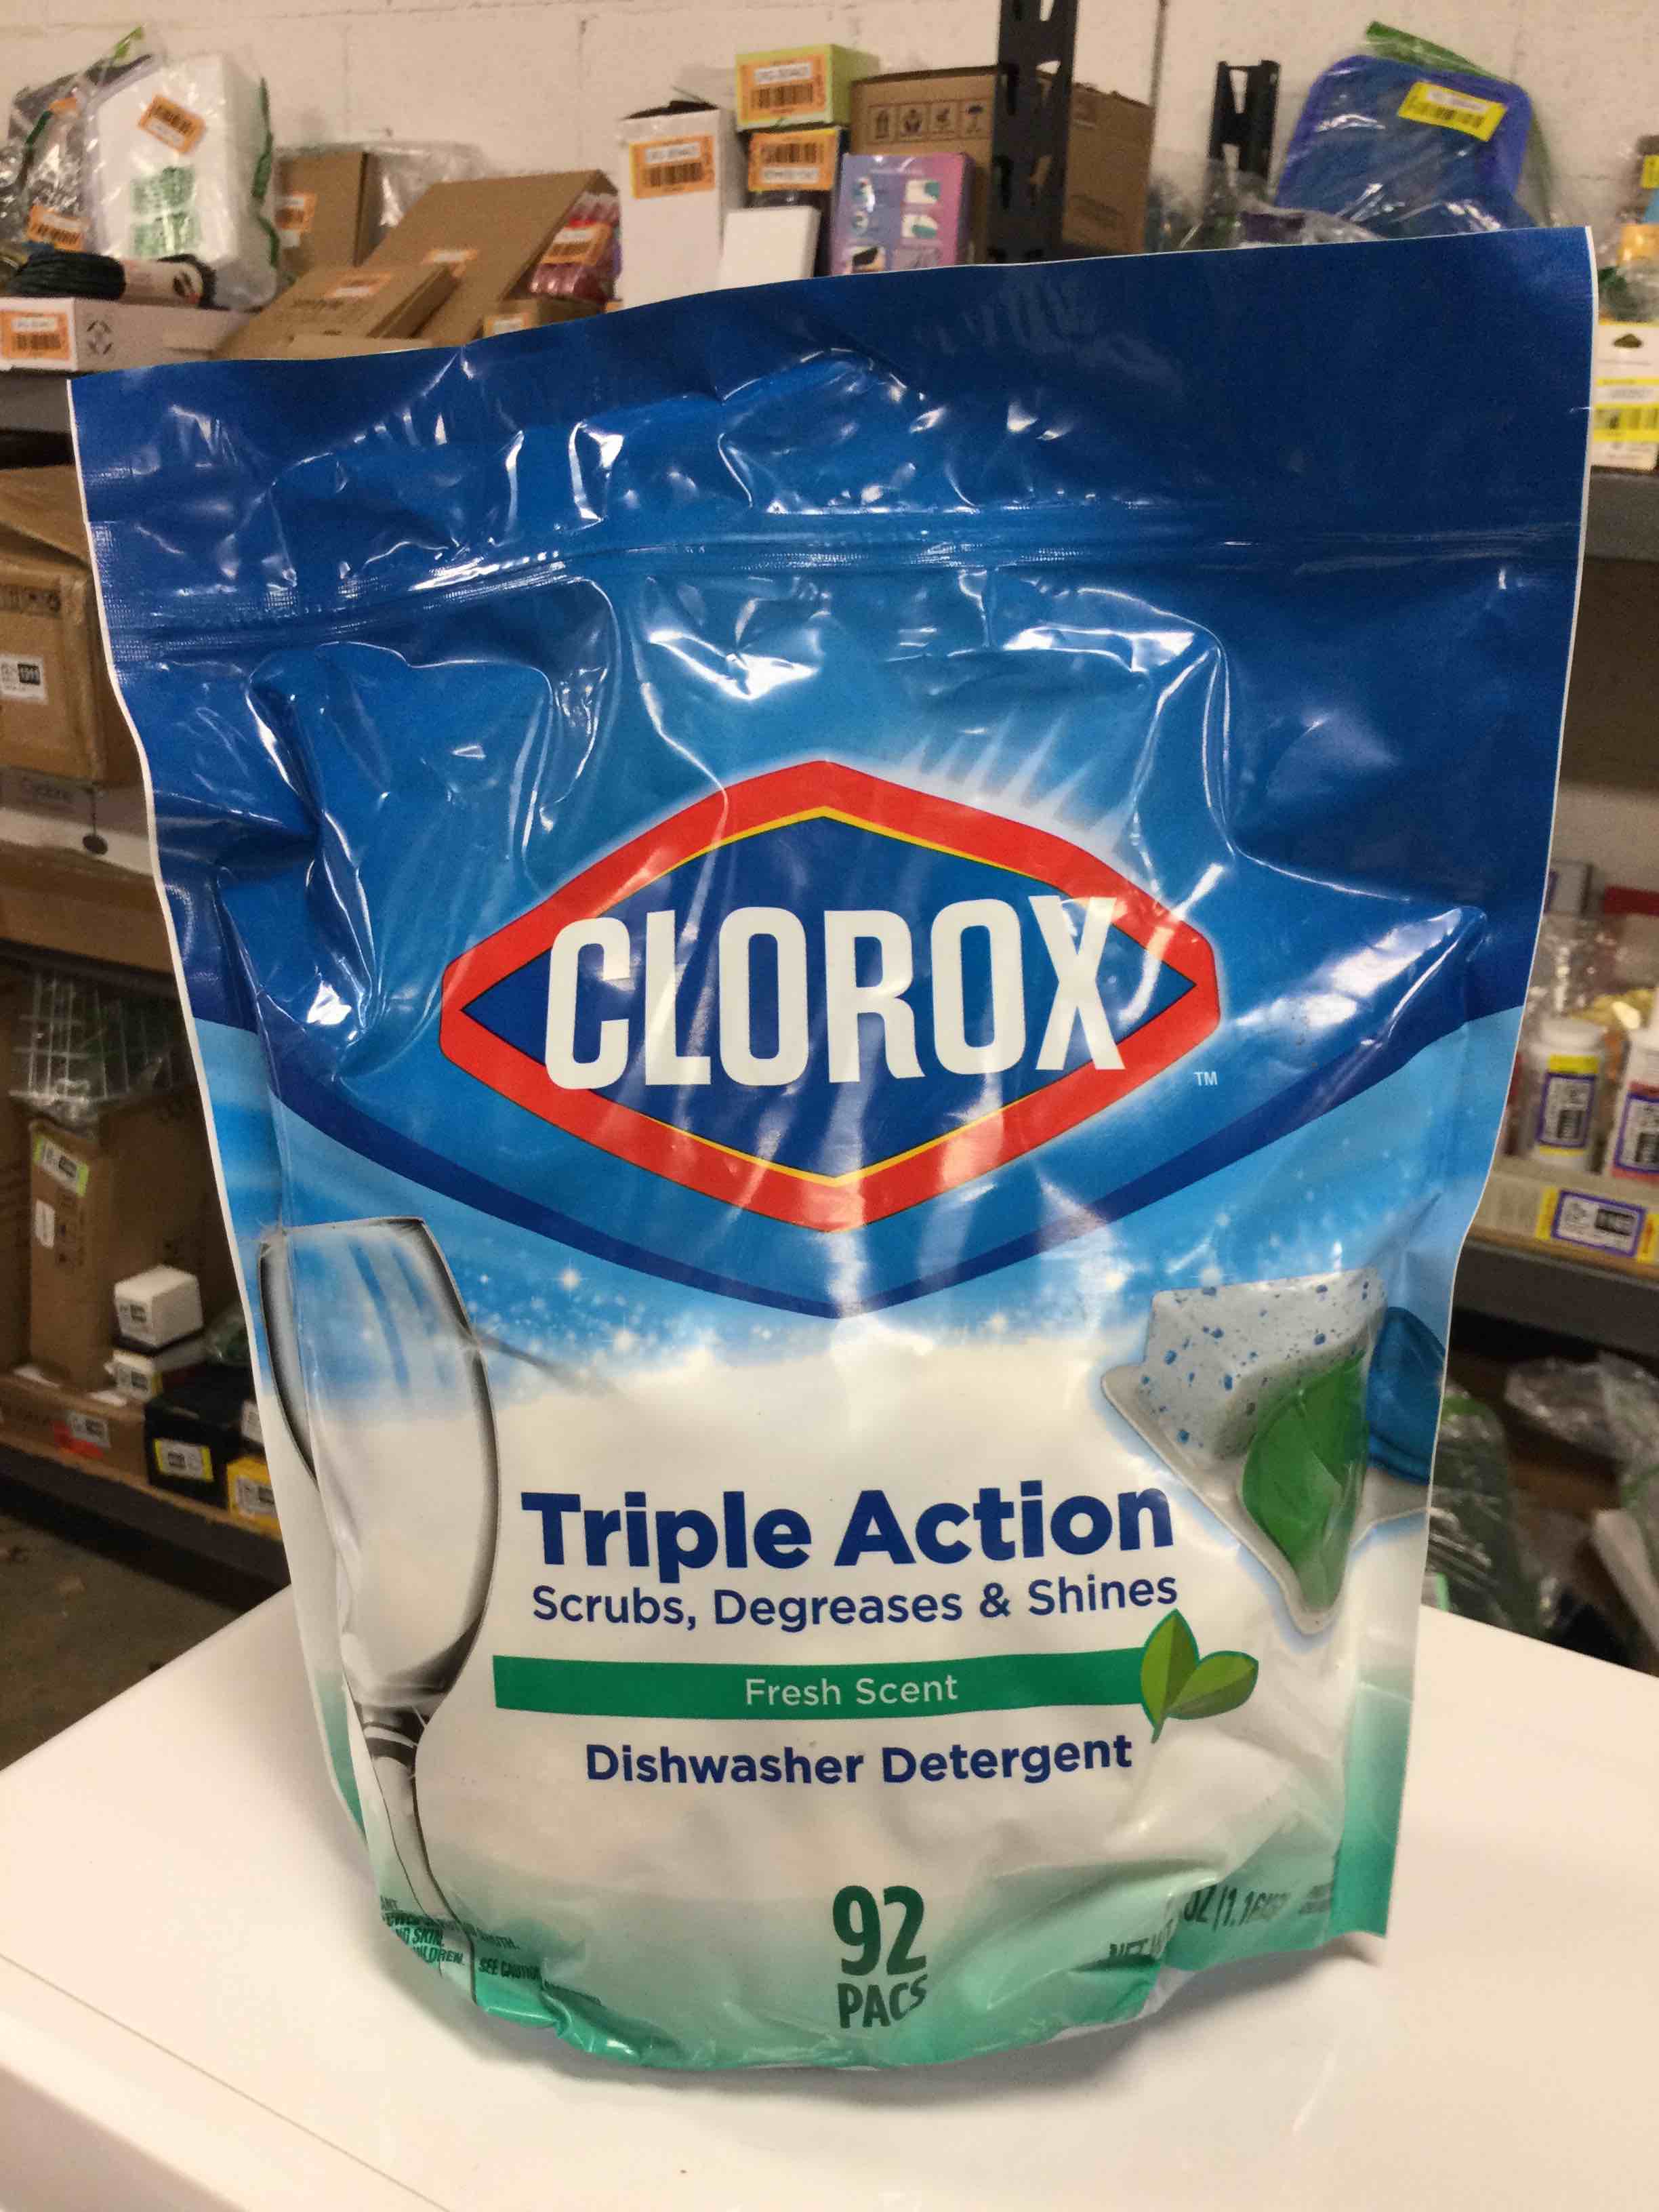 CLOROX
TM
Triple Action
Scrubs, Degreases & Shines
Fresh Scent
Dishwasher Detergent
92
PACS